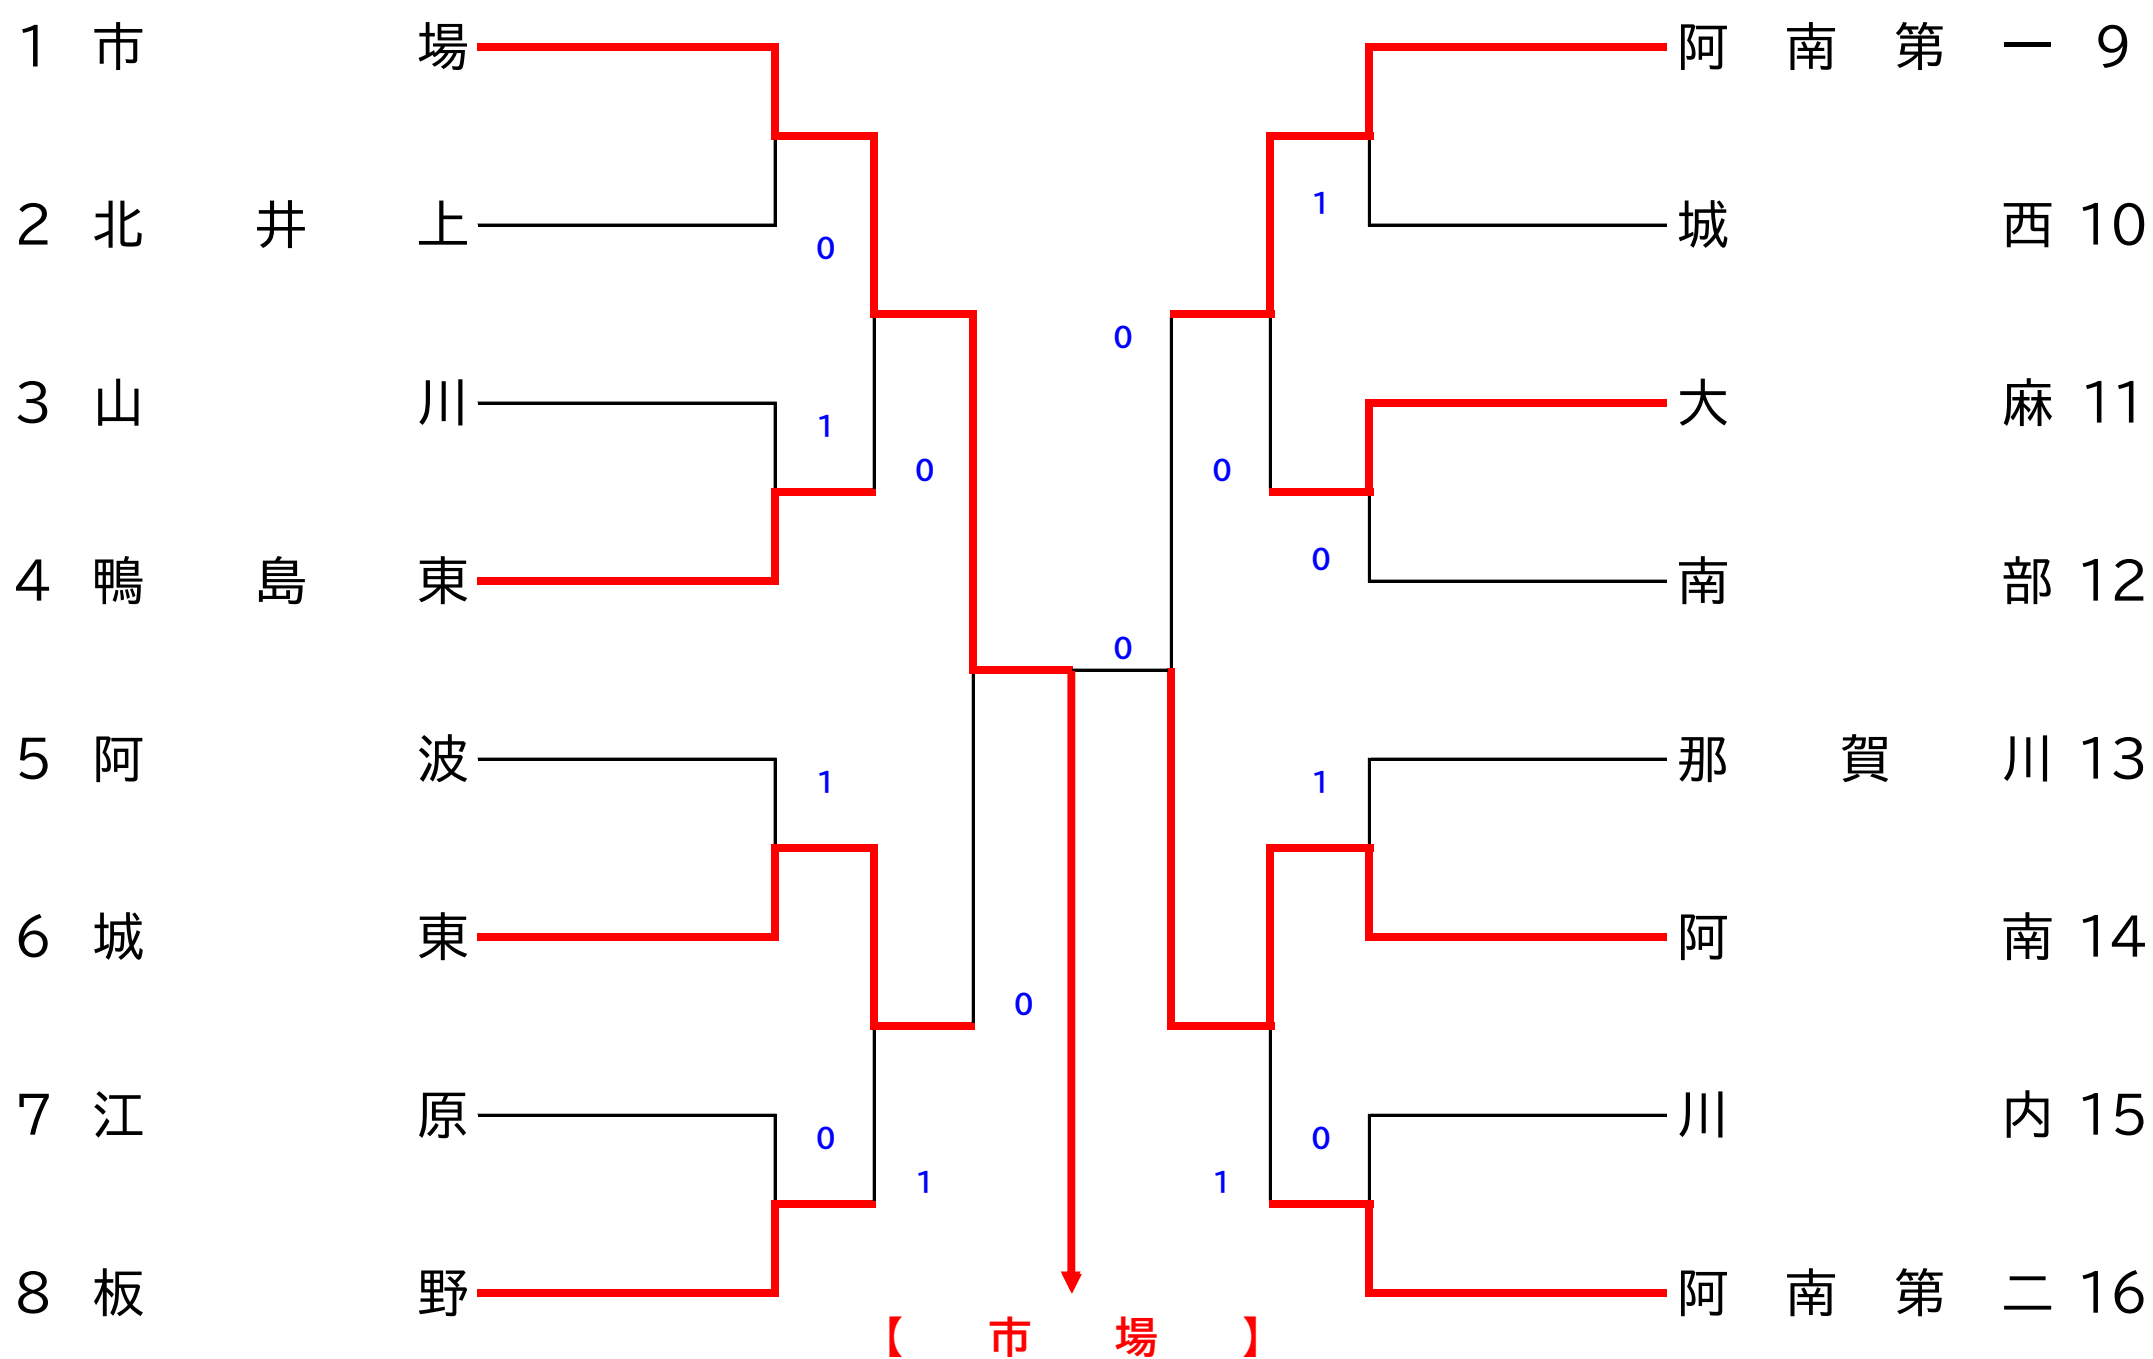 1 市場
阿南第一 9
1
2 北井上
城西 10
0
0
3 山川
大麻 11
1
0
0
0
4 鴨島東
南部 12
0
5 阿波
那賀川 13
1
1
6 城東
阿南 14
0
7 江原
川内 15
0
0
1
1
8 板野
阿南第二 16
【市場】